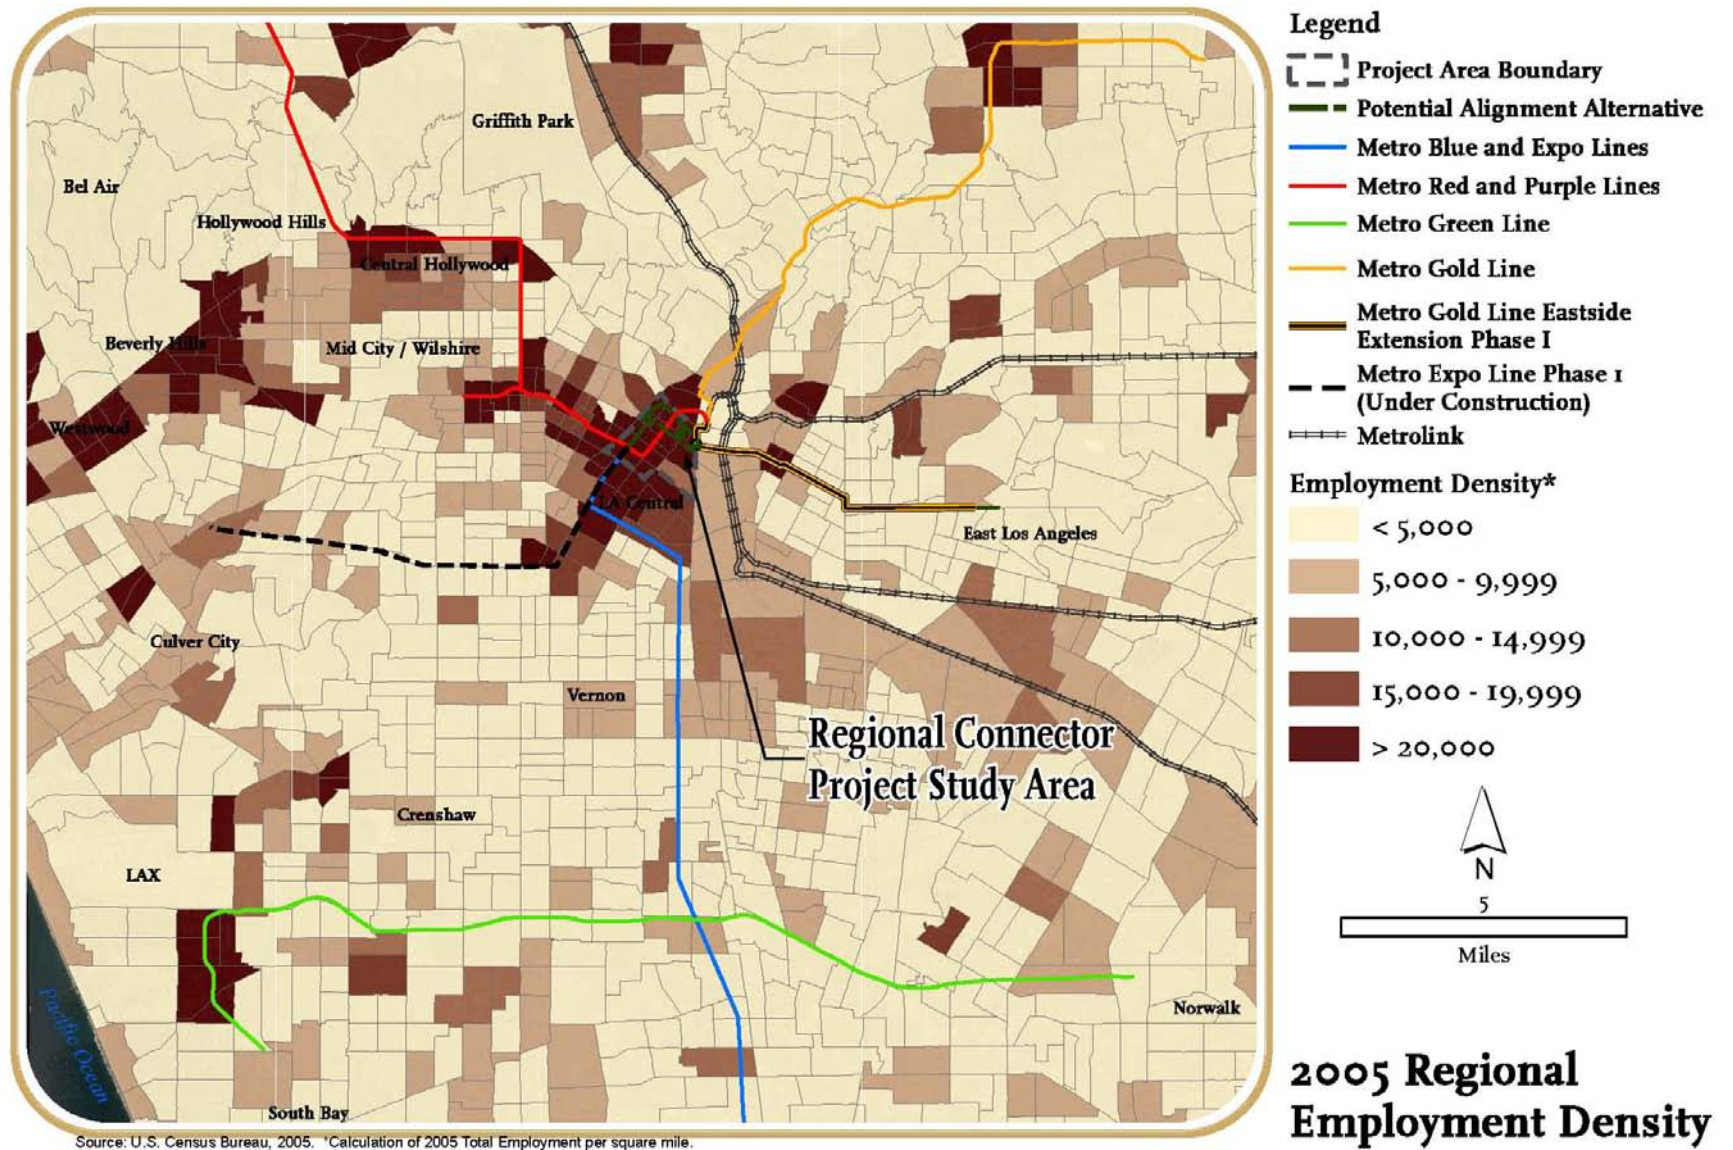 Griffith Park
Bel Air
Hollywood Hills
Central Hollywood
Beverly Hills
Mid City / Wilshire
Westwood
LA Central
East Los Angeles
Culver City
Vernon
Regional Connector
Project Study Area
Crenshaw
LAX
Pacific Ocean
Norwalk
South Bay
Source: U.S. Census Bureau, 2005. *Calculation of 2005 Total Employment per square mile.
Legend
Project Area Boundary
Potential Alignment Alternative
Metro Blue and Expo Lines
Metro Red and Purple Lines
Metro Green Line
Metro Gold Line
Metro Gold Line Eastside
Extension Phase I
Metro Expo Line Phase 1
(Under Construction)
Metrolink
Employment Density*
< 5,000
5,000 - 9,999
10,000 - 14,999
15,000 - 19,999
> 20,000
N
5
Miles
2005 Regional
Employment Density